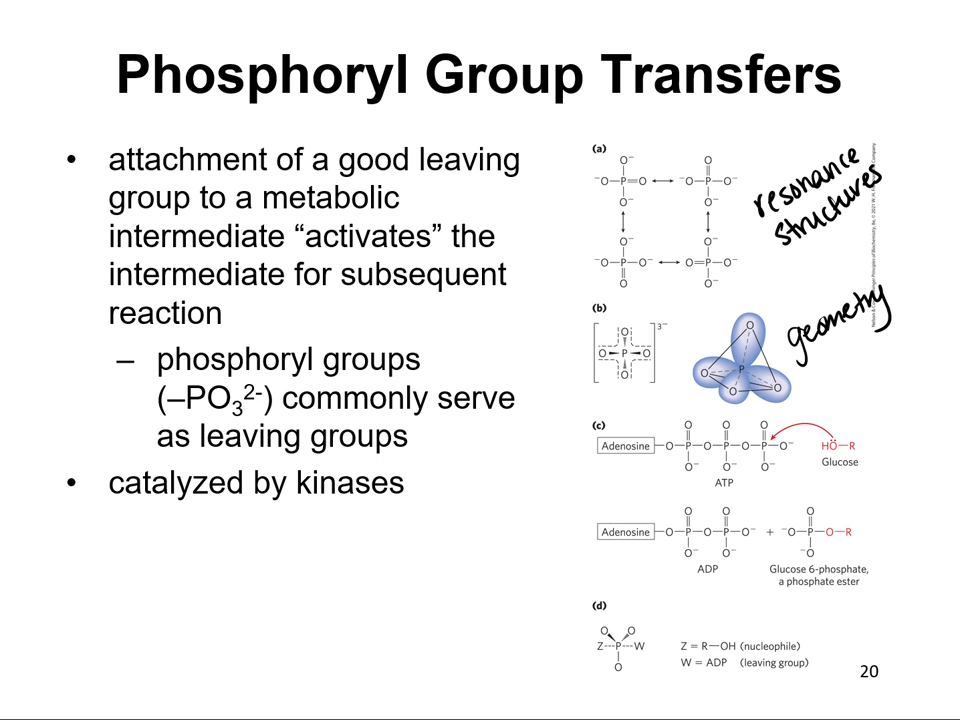 Phosphoryl Group Transfers
• attachment of a good leaving
group to a metabolic
intermediate “activates” the
intermediate for subsequent
reaction
– phosphoryl groups
(–PO₃²⁻) commonly serve
as leaving groups
• catalyzed by kinases
(a)
O⁻ O
⁻O—P=O ↔ ⁻O—P—O⁻
O⁻ O⁻
O⁻ O⁻
⁻O—P—O⁻ ↔ O=P—O⁻
O O⁻
resonance
structures
(b)
3−
O
O P O
O
O
P
O O
O
geometry
(c)
O O O
Adenosine —O—P—O—P—O—P—O⁻ HÖ—R
O⁻ O⁻ O⁻ Glucose
ATP
O O O
Adenosine —O—P—O—P—O⁻ + ⁻O—P—O—R
O⁻ O⁻ ⁻O
ADP Glucose 6-phosphate,
a phosphate ester
(d)
O O
Z---P---W Z = R—OH (nucleophile)
O W = ADP (leaving group)
20